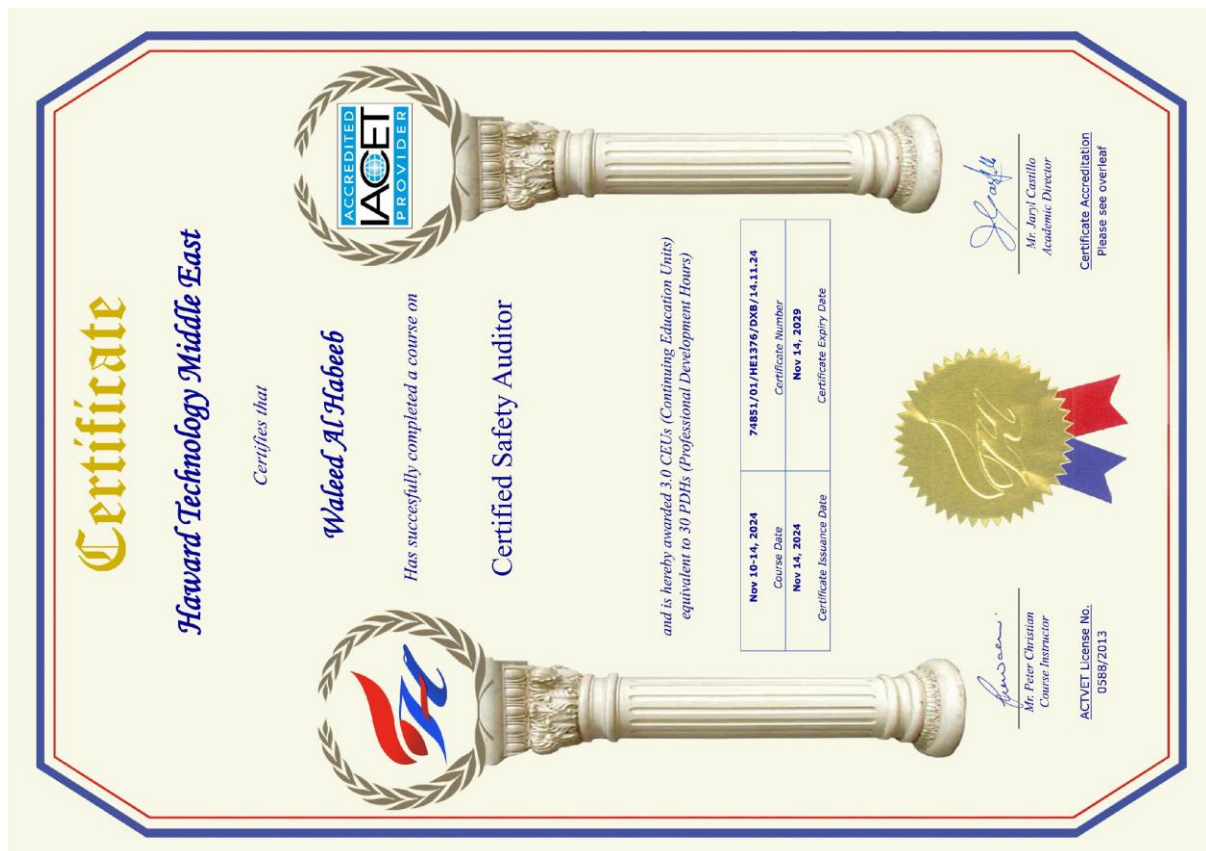 Certificate
Haward Technology Middle East
Certifies that
ACCREDITED
IACET
PROVIDER
Waleed Al Habeeb
Has succesfully completed a course on
Certified Safety Auditor
and is hereby awarded 3.0 CEUs (Continuing Education Units)
equivalent to 30 PDHs (Professional Development Hours)
Nov 10-14, 2024 74851/01/HE1376/DXB/14.11.24
Course Date Certificate Number
Nov 14, 2024 Nov 14, 2029
Certificate Issuance Date Certificate Expiry Date
Mr. Peter Christian
Course Instructor
Mr. Jaryl Castillo
Academic Director
ACTVET License No.
0588/2013
Certificate Accreditation
Please see overleaf